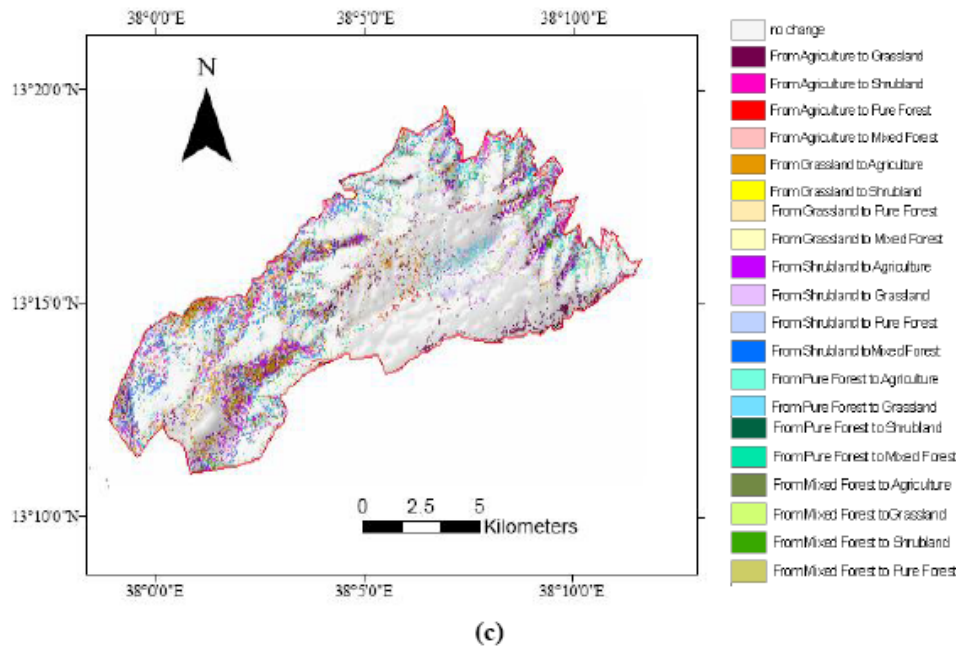 38°0'0"E 38°5'0"E 38°10'0"E
N
13°20'0"N
13°15'0"N
13°10'0"N
0 2.5 5
Kilometers
38°0'0"E 38°5'0"E 38°10'0"E
no change
From Agriculture to Grassland
From Agriculture to Shrubland
From Agriculture to Pure Forest
From Agriculture to Mixed Forest
From Grassland to Agriculture
From Grassland to Shrubland
From Grassland to Pure Forest
From Grassland to Mixed Forest
From Shrubland to Agriculture
From Shrubland to Grassland
From Shrubland to Pure Forest
From Shrubland to Mixed Forest
From Pure Forest to Agriculture
From Pure Forest to Grassland
From Pure Forest to Shrubland
From Pure Forest to Mixed Forest
From Mixed Forest to Agriculture
From Mixed Forest to Grassland
From Mixed Forest to Shrubland
From Mixed Forest to Pure Forest
(c)